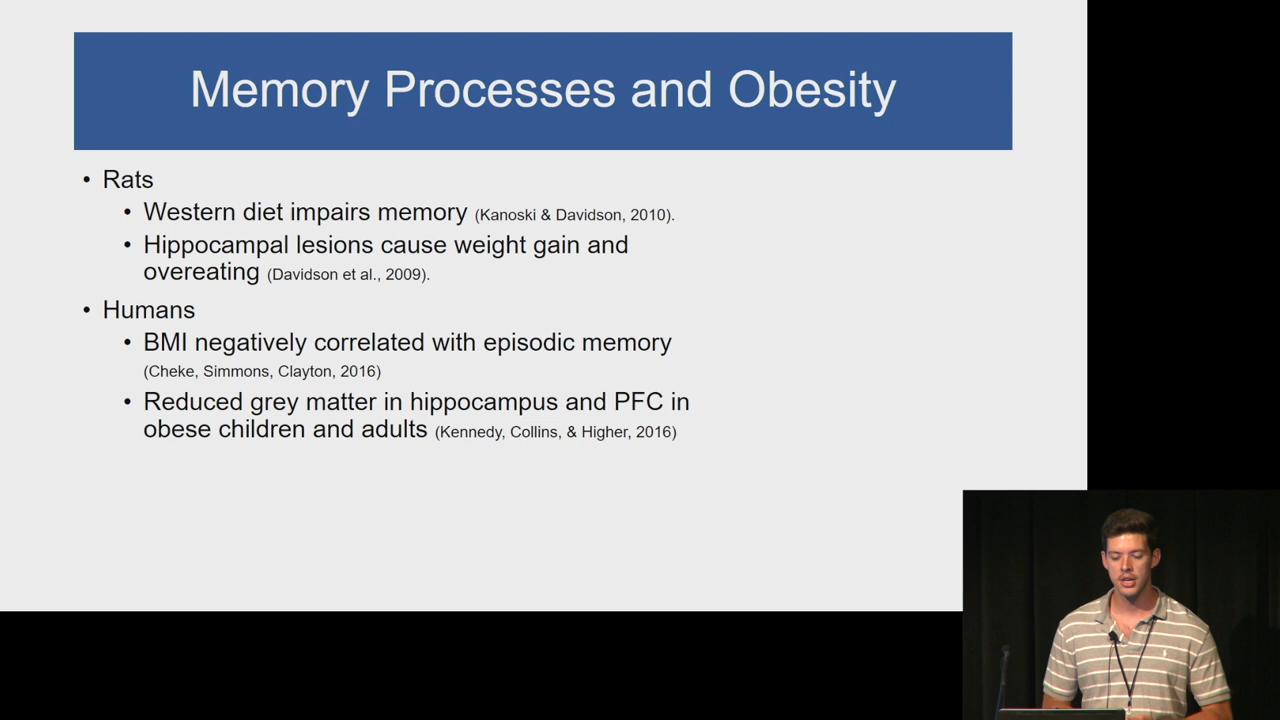 Memory Processes and Obesity
• Rats
• Western diet impairs memory (Kanoski & Davidson, 2010).
• Hippocampal lesions cause weight gain and
overeating (Davidson et al., 2009).
• Humans
• BMI negatively correlated with episodic memory
(Cheke, Simmons, Clayton, 2016)
• Reduced grey matter in hippocampus and PFC in
obese children and adults (Kennedy, Collins, & Higher, 2016)